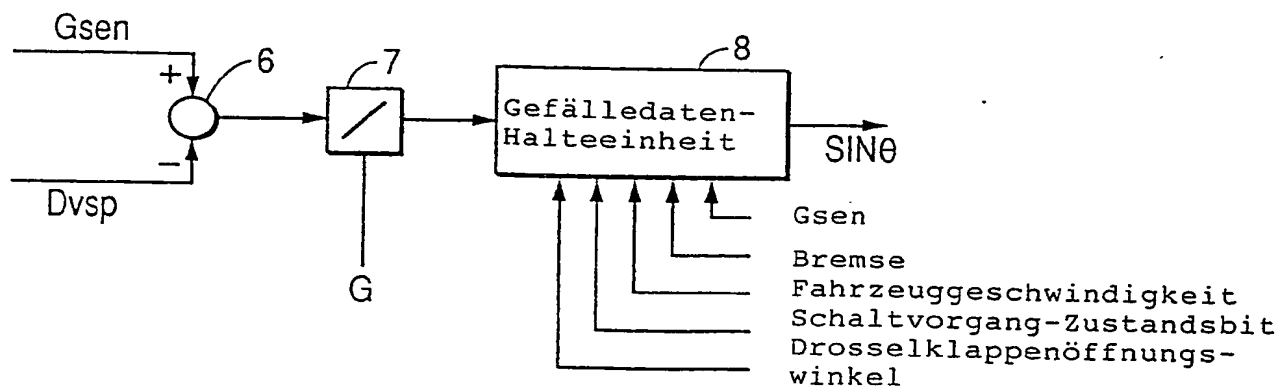 Gsen
+
6
7
8
Gefälledaten-
Halteeinheit
SINθ
−
Dvsp
G
Gsen
Bremse
Fahrzeuggeschwindigkeit
Schaltvorgang-Zustandsbit
Drosselklappenöffnungs-
winkel